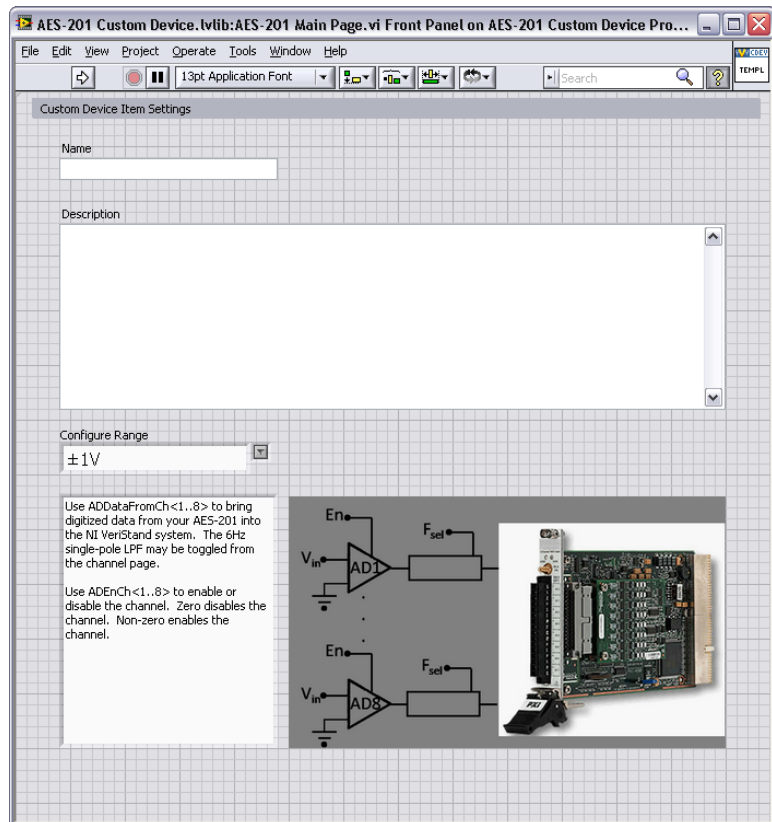 AES-201 Custom Device.lvlib:AES-201 Main Page.vi Front Panel on AES-201 Custom Device Pro...
File Edit View Project Operate Tools Window Help
CDEV
13pt Application Font
Search
?
TEMPL
Custom Device Item Settings
Name
Description
Configure Range
±1V
Use ADDataFromCh<1..8> to bring
digitized data from your AES-201 into
the NI VeriStand system. The 6Hz
single-pole LPF may be toggled from
the channel page.
Use ADEnCh<1..8> to enable or
disable the channel. Zero disables the
channel. Non-zero enables the
channel.
En
Fsel
Vin
AD1
En
Fsel
Vin
AD8
PXI